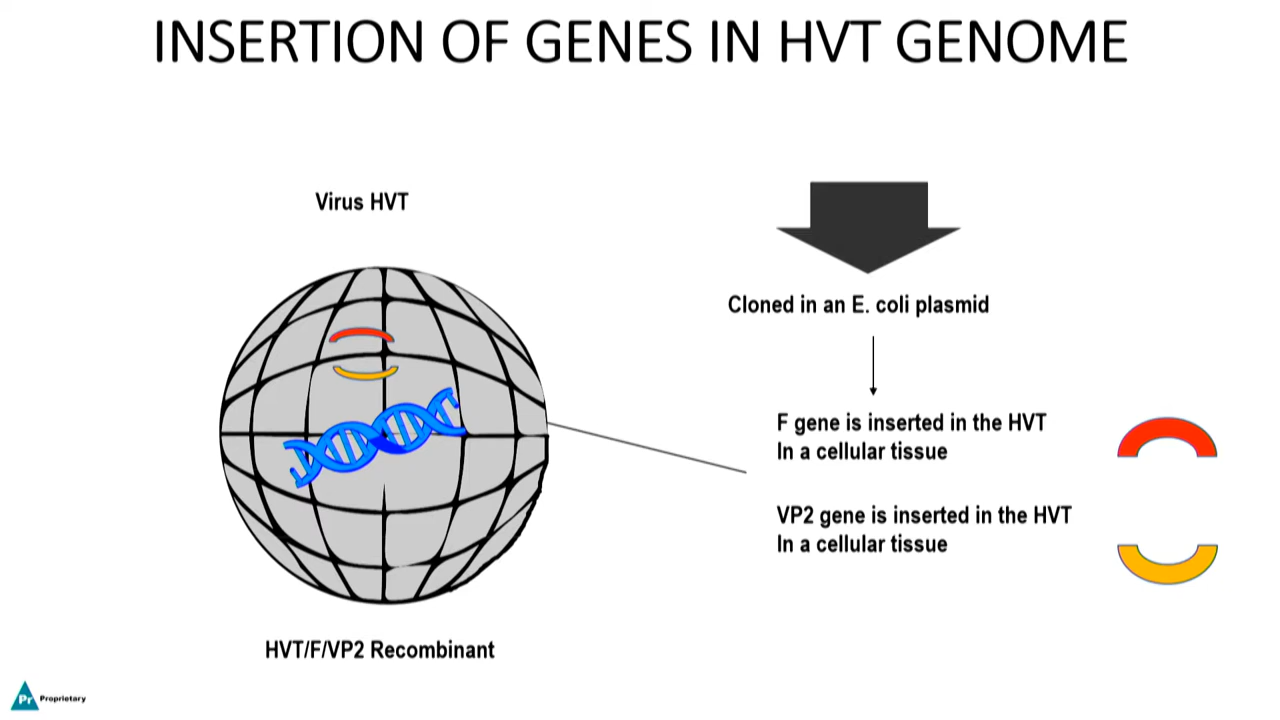 INSERTION OF GENES IN HVT GENOME
Virus HVT
Cloned in an E. coli plasmid
F gene is inserted in the HVT
In a cellular tissue
VP2 gene is inserted in the HVT
In a cellular tissue
HVT/F/VP2 Recombinant
Pr Proprietary